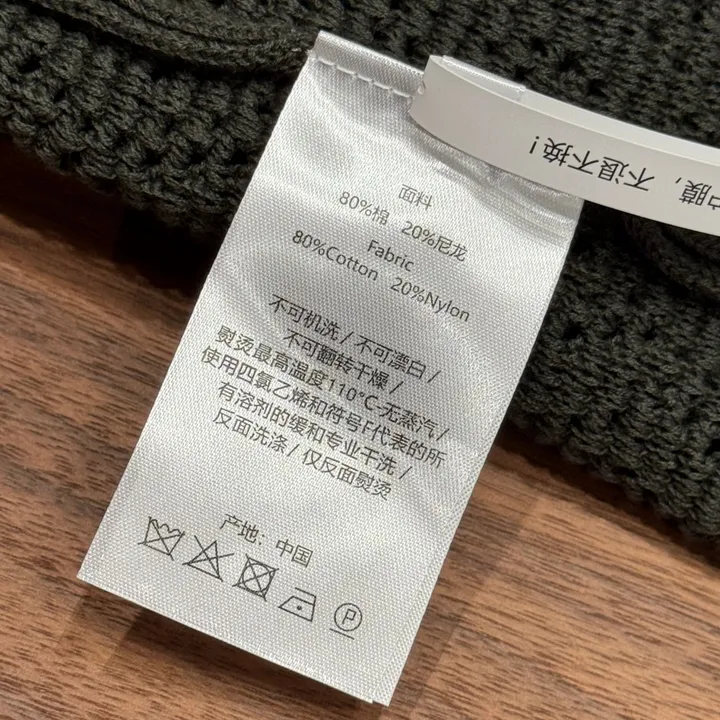 户膜，不退不换！
面料
80%棉 20%尼龙
Fabric
80%Cotton 20%Nylon
不可机洗 / 不可漂白 /
不可翻转干燥 /
熨烫最高温度110°C-无蒸汽 /
使用四氯乙烯和符号F代表的所
有溶剂的缓和专业干洗 /
反面洗涤 / 仅反面熨烫
产地：中国
P